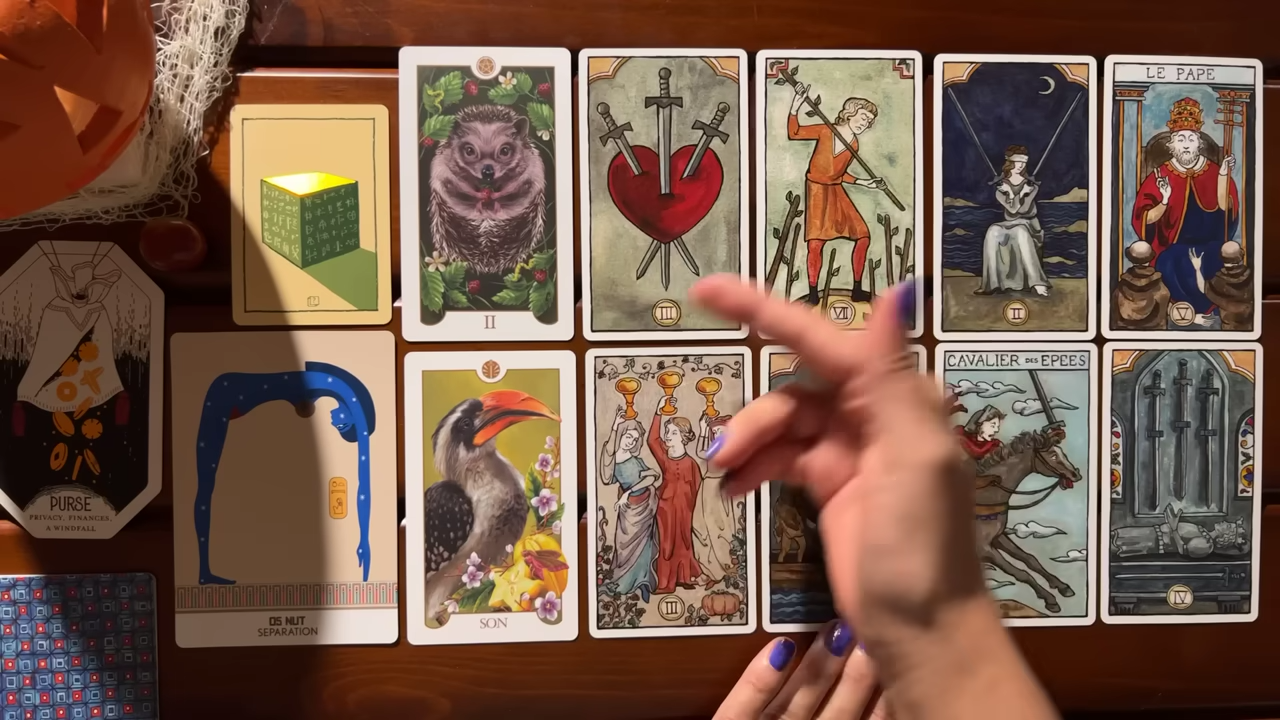 II
III
VII
II
LE PAPE
V
PURSE
PRIVACY, FINANCES,
A WINDFALL
05 NUT
SEPARATION
SON
III
CAVALIER DES EPEES
IV